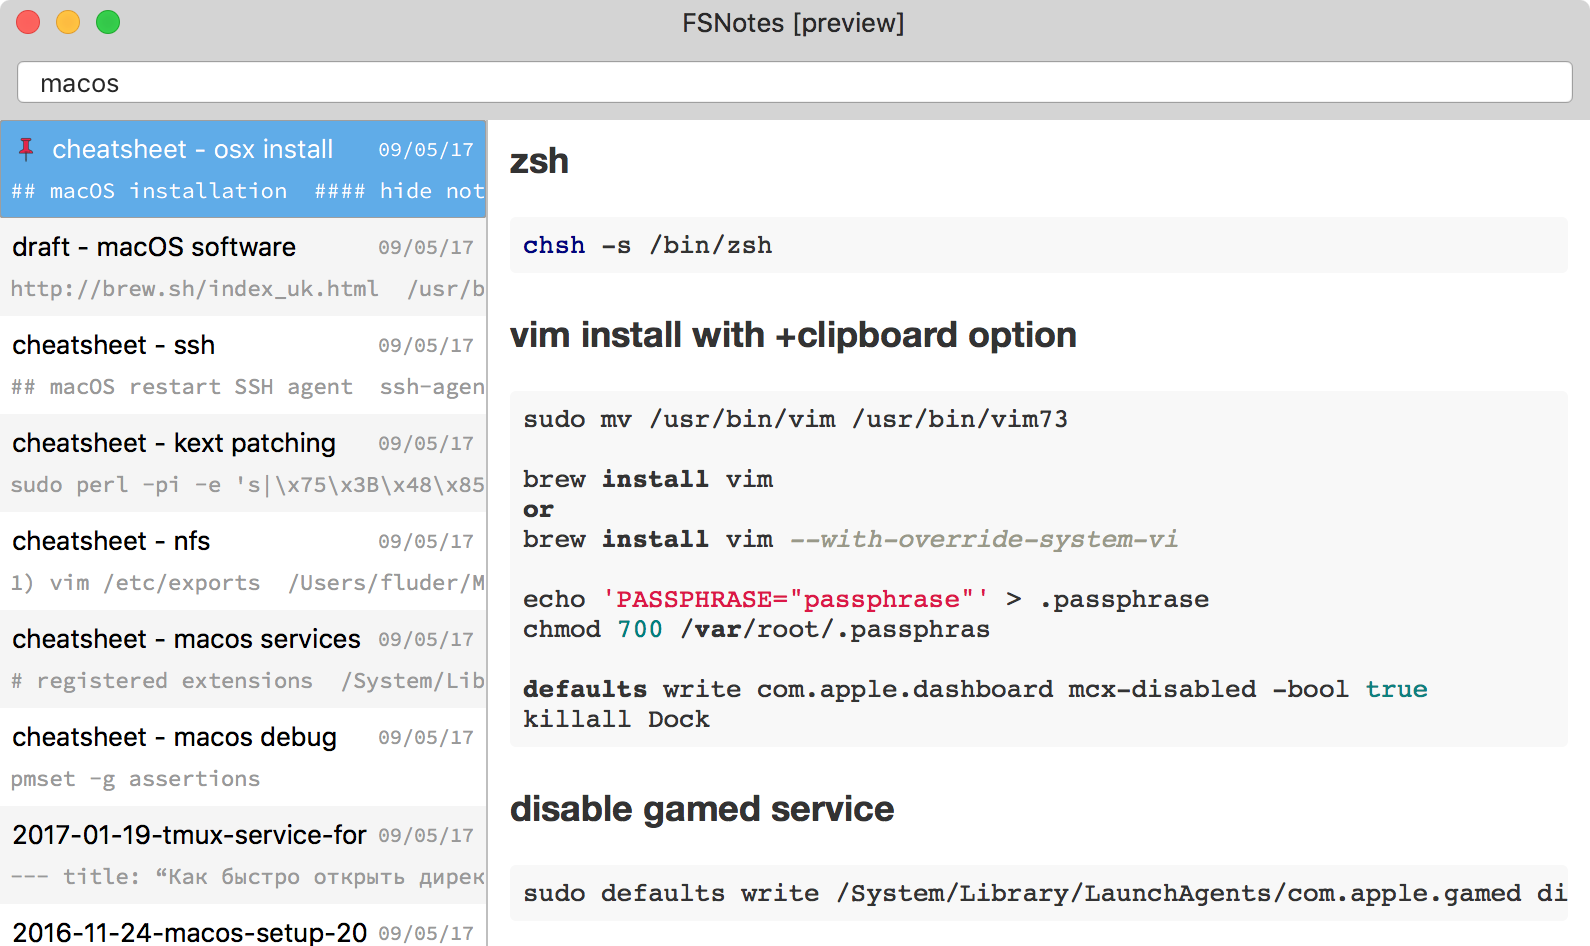 FSNotes [preview]
macos
cheatsheet - osx install 09/05/17
## macOS installation #### hide not
draft - macOS software 09/05/17
http://brew.sh/index_uk.html /usr/b
cheatsheet - ssh 09/05/17
## macOS restart SSH agent ssh-agen
cheatsheet - kext patching 09/05/17
sudo perl -pi -e 's|\x75\x3B\x48\x85
cheatsheet - nfs 09/05/17
1) vim /etc/exports /Users/fluder/M
cheatsheet - macos services 09/05/17
# registered extensions /System/Lib
cheatsheet - macos debug 09/05/17
pmset -g assertions
2017-01-19-tmux-service-for 09/05/17
--- title: “Как быстро открыть дирек
2016-11-24-macos-setup-20 09/05/17
zsh
chsh -s /bin/zsh
vim install with +clipboard option
sudo mv /usr/bin/vim /usr/bin/vim73
brew install vim
or
brew install vim --with-override-system-vi
echo 'PASSPHRASE="passphrase"' > .passphrase
chmod 700 /var/root/.passphras
defaults write com.apple.dashboard mcx-disabled -bool true
killall Dock
disable gamed service
sudo defaults write /System/Library/LaunchAgents/com.apple.gamed di